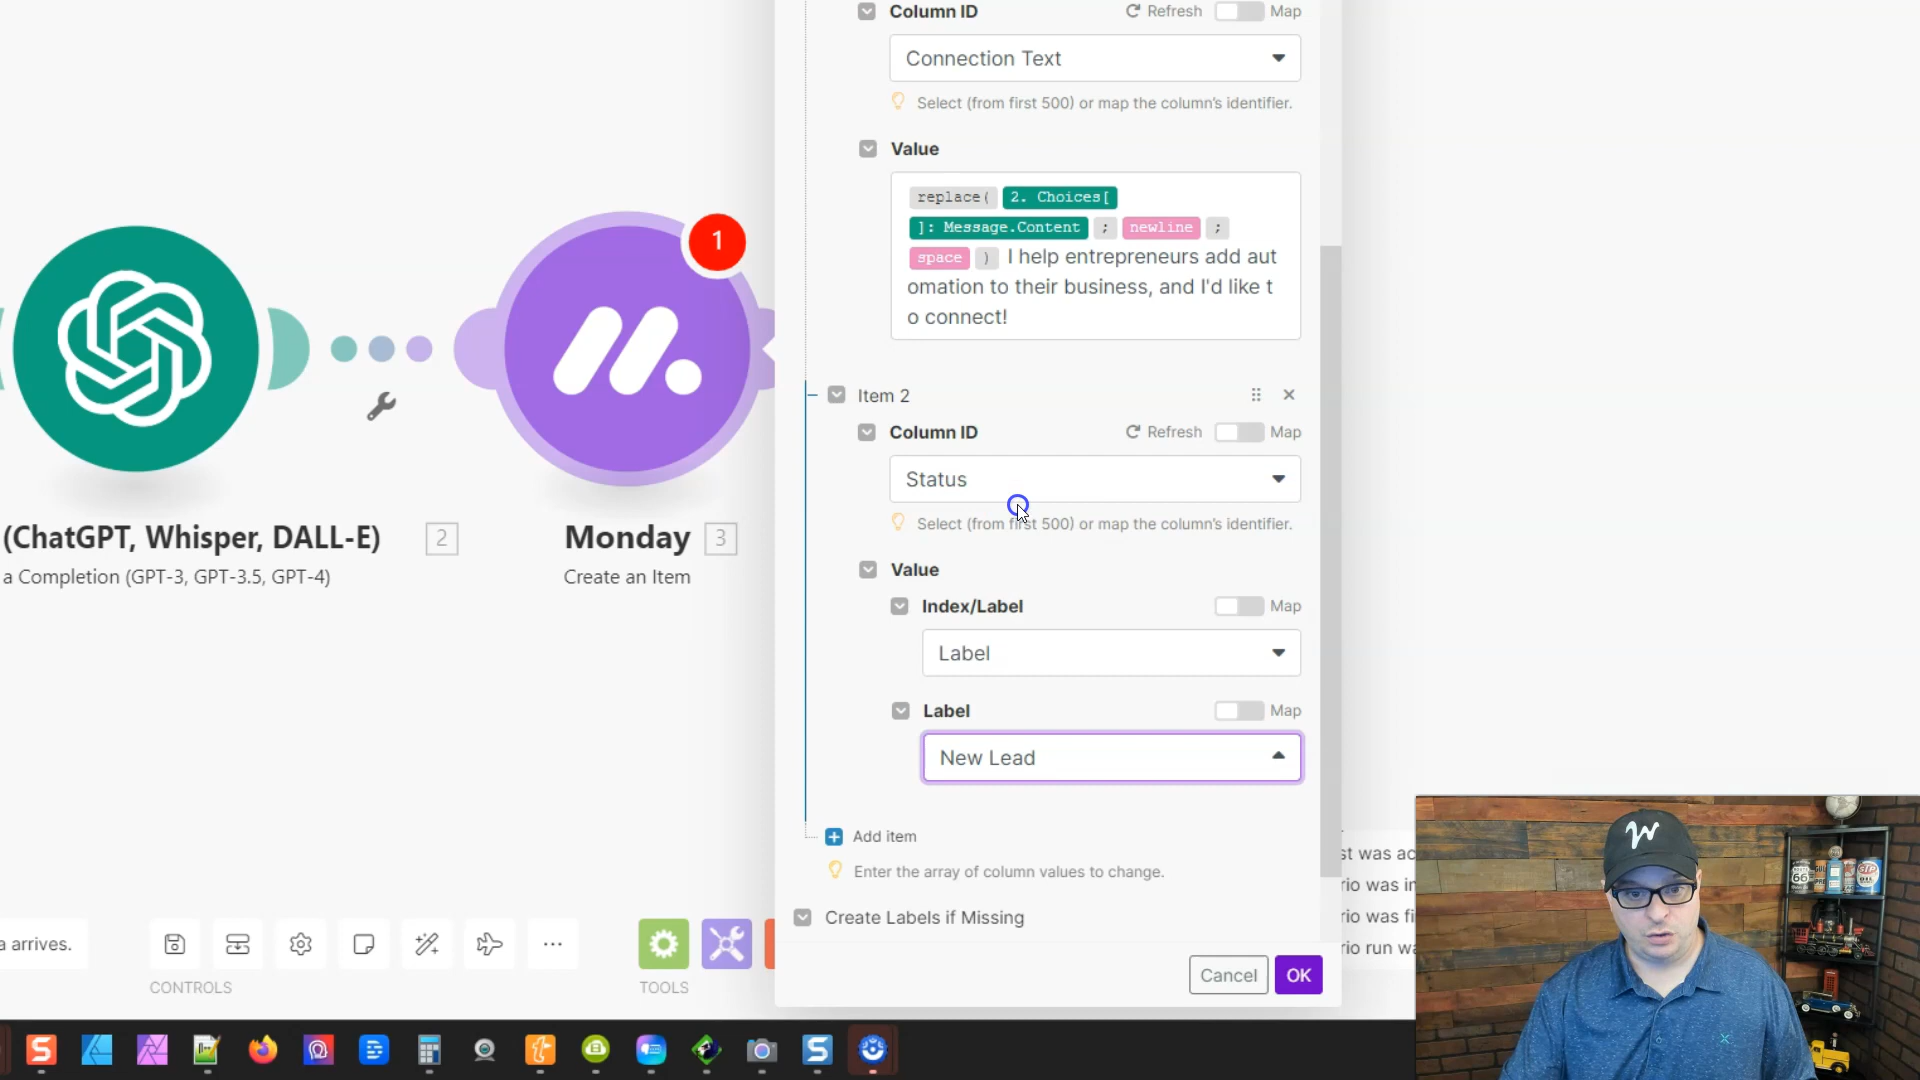 Column ID Refresh Map
Connection Text
Select (from first 500) or map the column's identifier.
Value
replace( 2. Choices[
]: Message.Content ; newline ;
space ) I help entrepreneurs add aut
omation to their business, and I'd like t
o connect!
1
Item 2
Column ID Refresh Map
Status
Select (from first 500) or map the column's identifier.
(ChatGPT, Whisper, DALL-E) 2
a Completion (GPT-3, GPT-3.5, GPT-4)
Monday 3
Create an Item
Value
Index/Label Map
Label
Label Map
New Lead
Add item
Enter the array of column values to change.
Create Labels if Missing
Cancel OK
a arrives.
CONTROLS
TOOLS
st was ac
rio was in
rio was fi
rio run wa
66